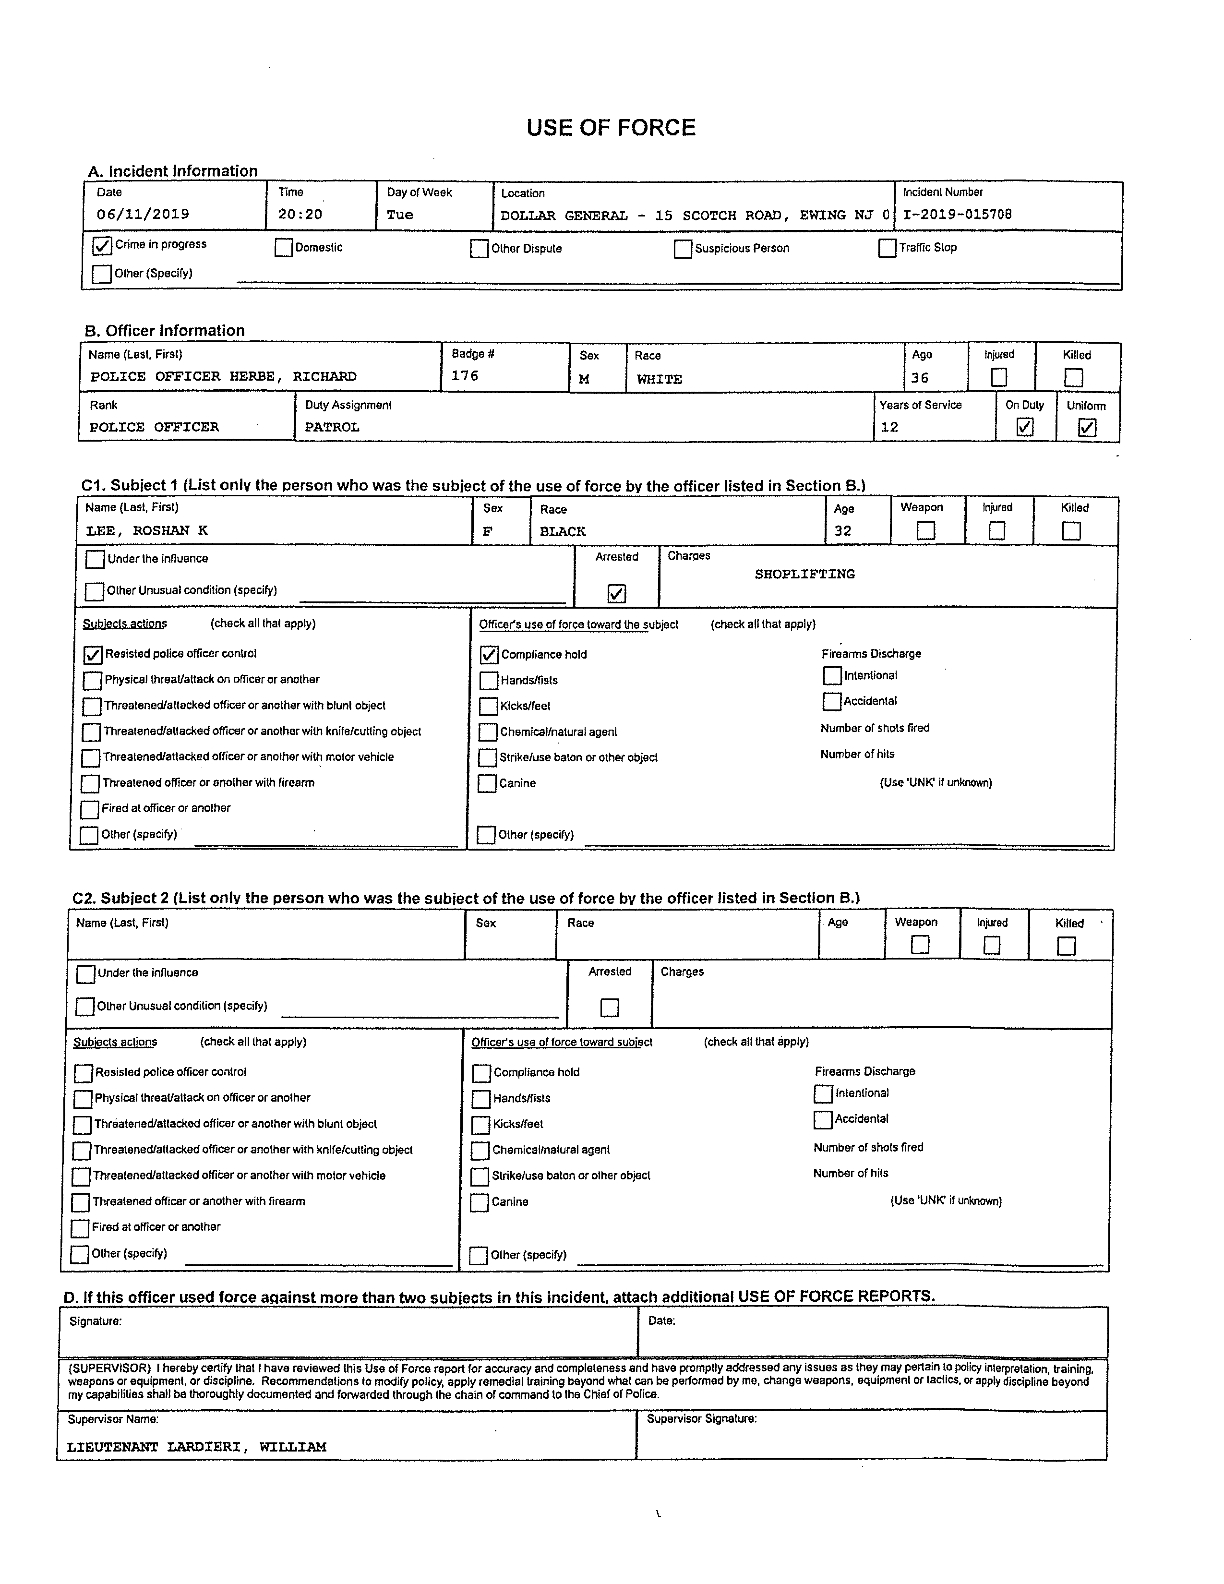 USE OF FORCE
A. Incident Information
Date Time Day of Week Location Incident Number
06/11/2019 20:20 Tue DOLLAR GENERAL - 15 SCOTCH ROAD, EWING NJ 0 I-2019-015708
Crime in progress Domestic Other Dispute Suspicious Person Traffic Stop
Other (Specify)
B. Officer Information
Name (Last, First) Badge # Sex Race Age Injured Killed
POLICE OFFICER HERBE, RICHARD 176 M WHITE 36
Rank Duty Assignment Years of Service On Duty Uniform
POLICE OFFICER PATROL 12
C1. Subject 1 (List only the person who was the subject of the use of force by the officer listed in Section B.)
Name (Last, First) Sex Race Age Weapon Injured Killed
LEE, ROSHAN K F BLACK 32
Under the influence Arrested Charges
SHOPLIFTING
Other Unusual condition (specify)
Subjects actions (check all that apply) Officer's use of force toward the subject (check all that apply)
Resisted police officer control Compliance hold Firearms Discharge
Physical threat/attack on officer or another Hands/fists Intentional
Threatened/attacked officer or another with blunt object Kicks/feet Accidental
Threatened/attacked officer or another with knife/cutting object Chemical/natural agent Number of shots fired
Threatened/attacked officer or another with motor vehicle Strike/use baton or other object Number of hits
Threatened officer or another with firearm Canine (Use 'UNK' if unknown)
Fired at officer or another
Other (specify) Other (specify)
C2. Subject 2 (List only the person who was the subject of the use of force by the officer listed in Section B.)
Name (Last, First) Sex Race Age Weapon Injured Killed
Under the influence Arrested Charges
Other Unusual condition (specify)
Subjects actions (check all that apply) Officer's use of force toward subject (check all that apply)
Resisted police officer control Compliance hold Firearms Discharge
Physical threat/attack on officer or another Hands/fists Intentional
Threatened/attacked officer or another with blunt object Kicks/feet Accidental
Threatened/attacked officer or another with knife/cutting object Chemical/natural agent Number of shots fired
Threatened/attacked officer or another with motor vehicle Strike/use baton or other object Number of hits
Threatened officer or another with firearm Canine (Use 'UNK' if unknown)
Fired at officer or another
Other (specify) Other (specify)
D. If this officer used force against more than two subjects in this incident, attach additional USE OF FORCE REPORTS.
Signature: Date:
(SUPERVISOR) I hereby certify that I have reviewed this Use of Force report for accuracy and completeness and have promptly addressed any issues as they may pertain to policy interpretation, training,
weapons or equipment, or discipline. Recommendations to modify policy, apply remedial training beyond what can be performed by me, change weapons, equipment or tactics, or apply discipline beyond
my capabilities shall be thoroughly documented and forwarded through the chain of command to the Chief of Police.
Supervisor Name: Supervisor Signature:
LIEUTENANT LARDIERI, WILLIAM